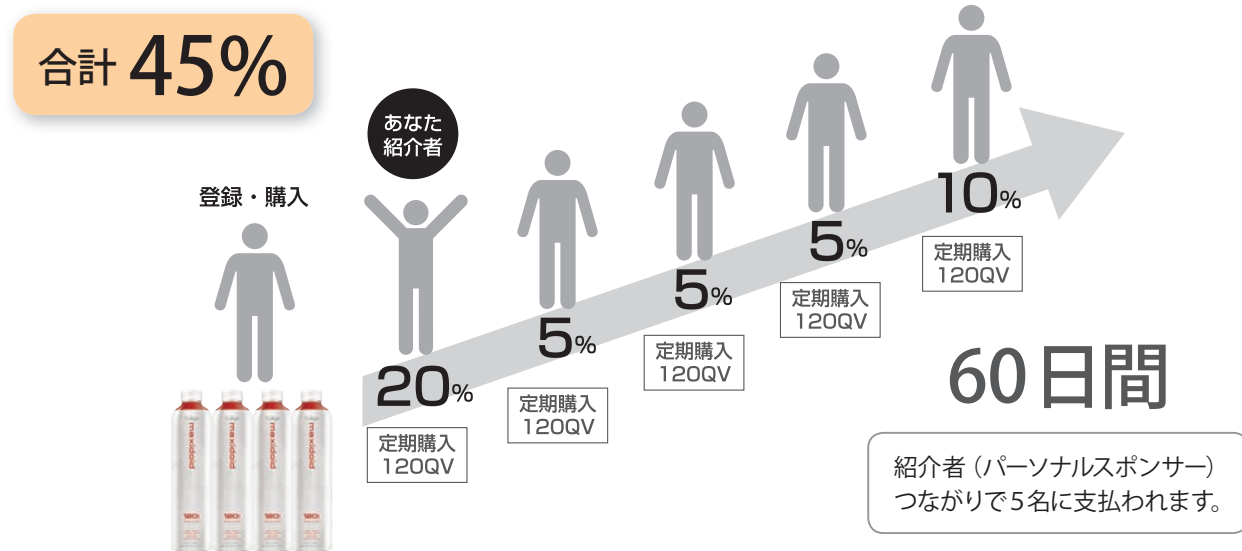 合計 45%
あなた
紹介者
登録・購入
20%
定期購入
120QV
5%
定期購入
120QV
5%
定期購入
120QV
5%
定期購入
120QV
10%
定期購入
120QV
60日間
紹介者（パーソナルスポンサー）
つながりで5名に支払われます。